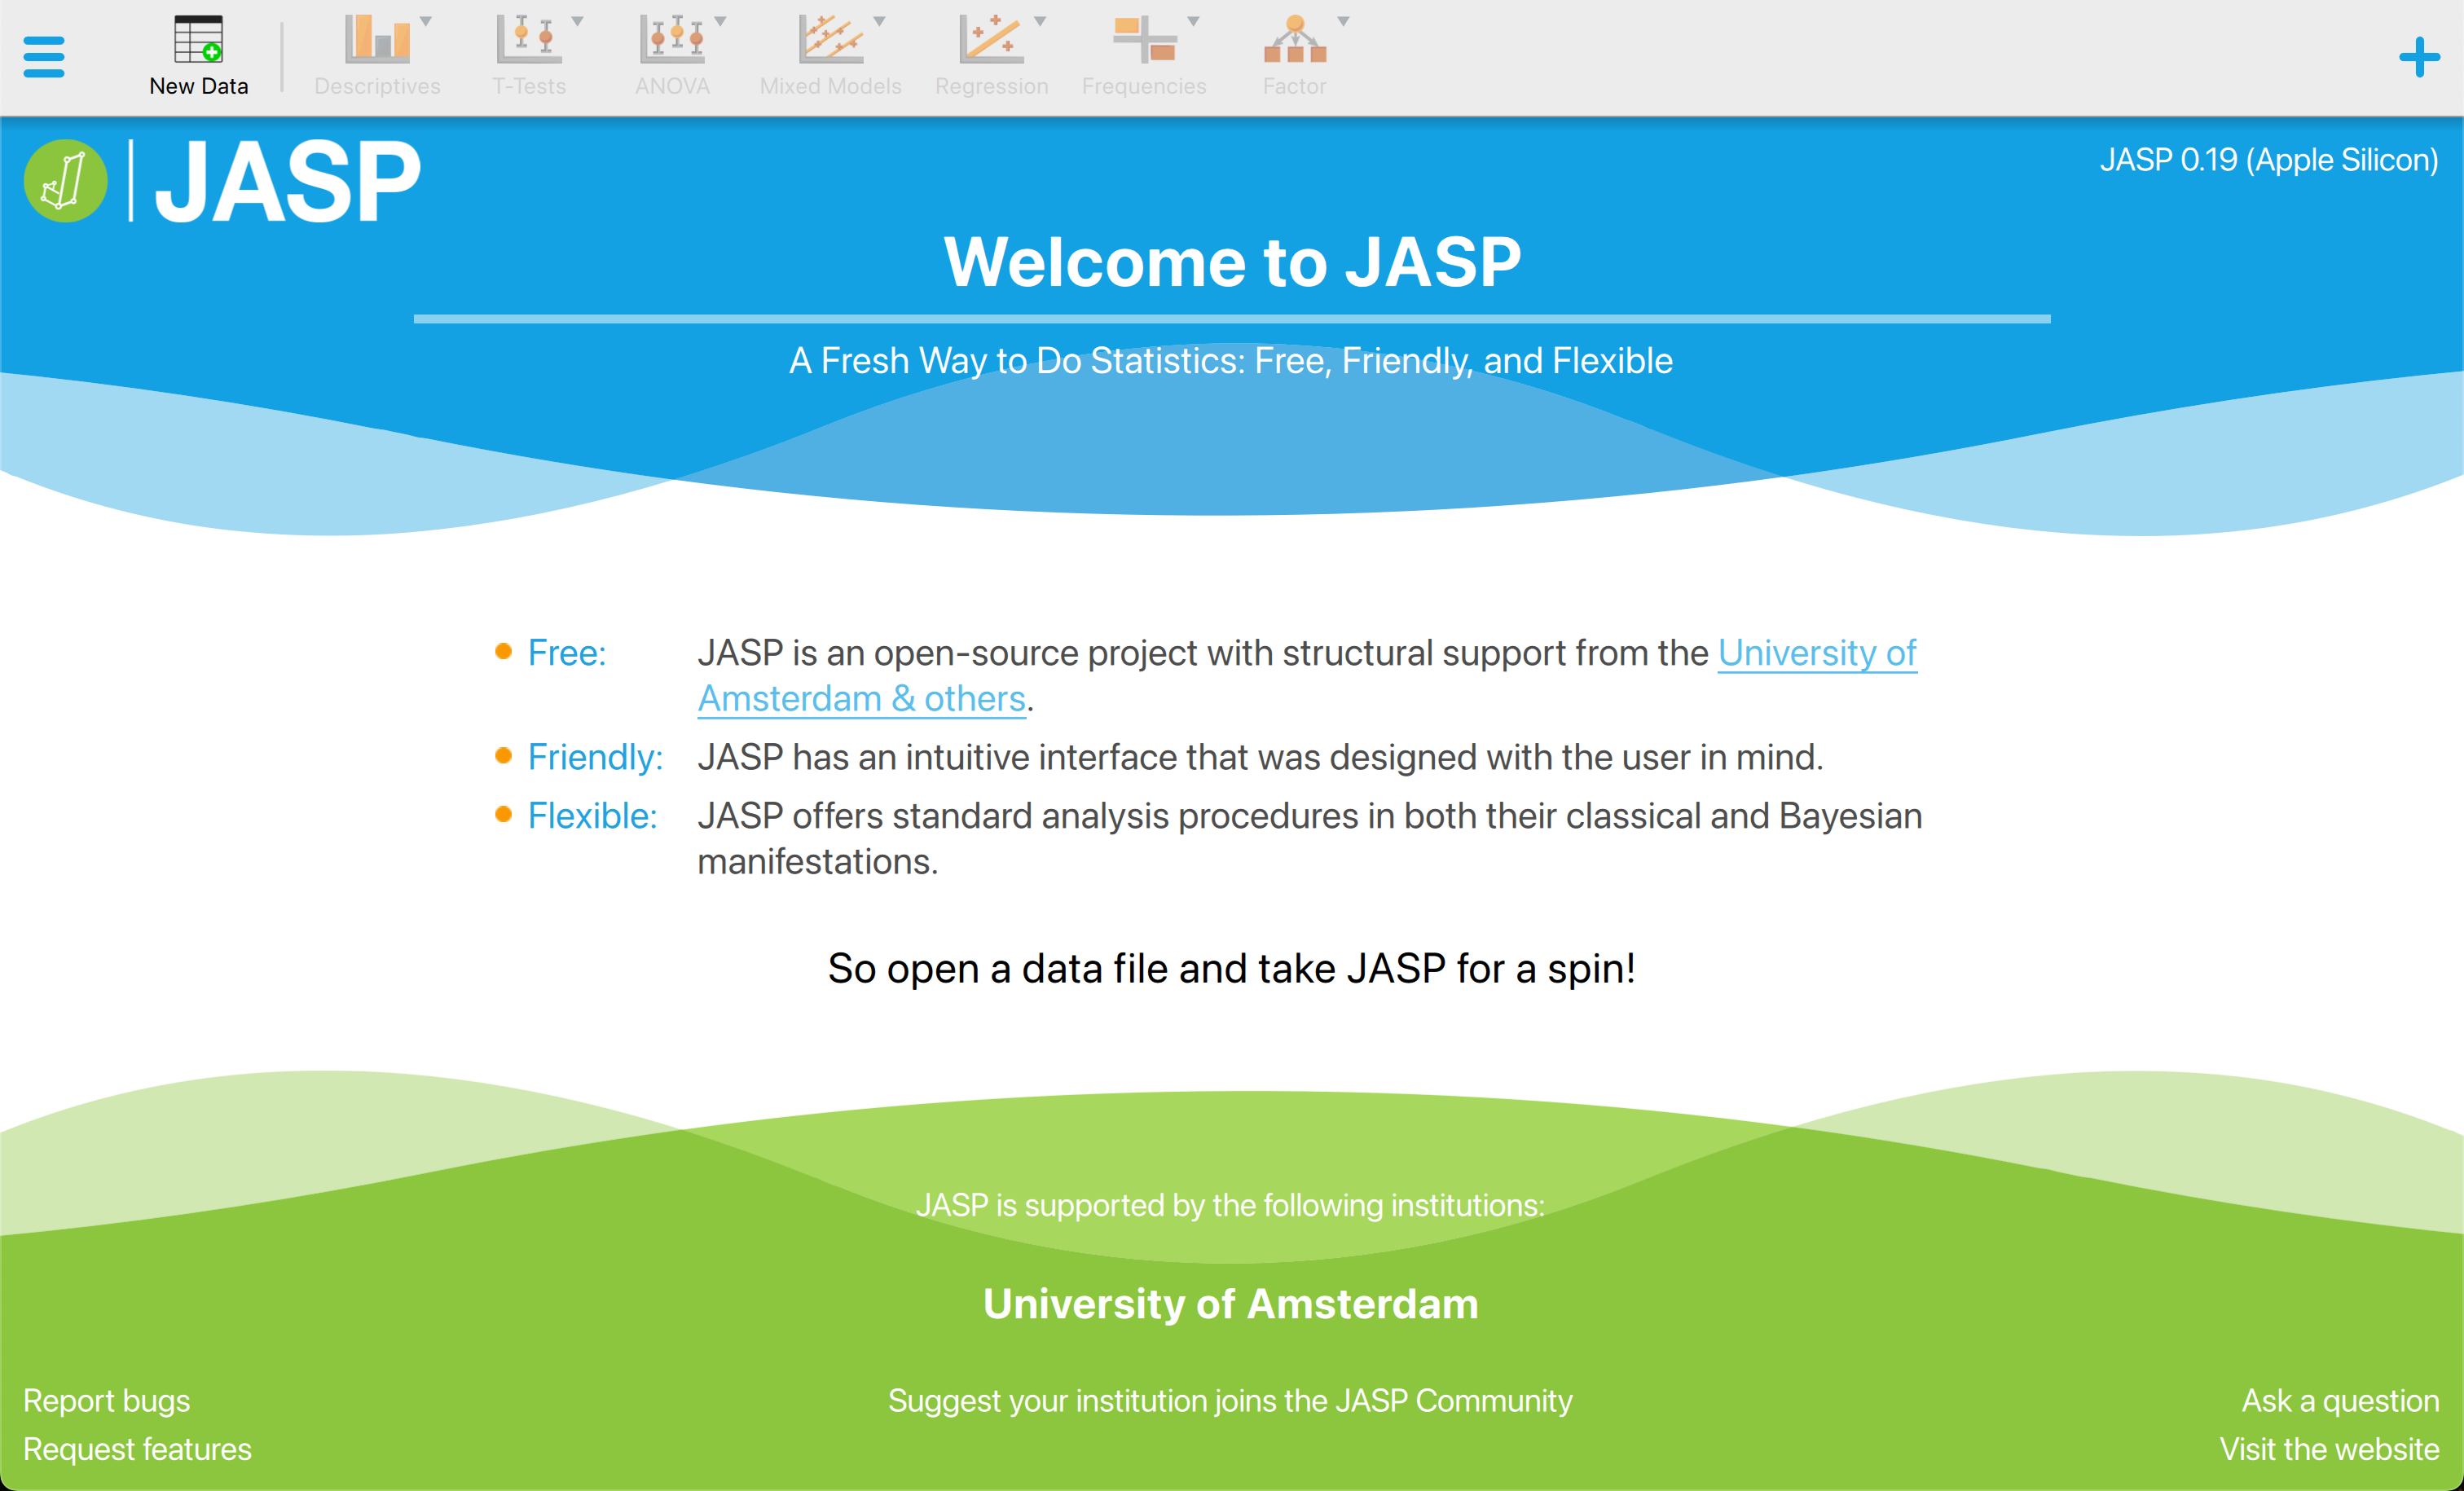 New Data
Descriptives
T-Tests
ANOVA
Mixed Models
Regression
Frequencies
Factor
JASP
JASP 0.19 (Apple Silicon)
Welcome to JASP
A Fresh Way to Do Statistics: Free, Friendly, and Flexible
Free: JASP is an open-source project with structural support from the University of
Amsterdam & others.
Friendly: JASP has an intuitive interface that was designed with the user in mind.
Flexible: JASP offers standard analysis procedures in both their classical and Bayesian
manifestations.
So open a data file and take JASP for a spin!
JASP is supported by the following institutions:
University of Amsterdam
Report bugs
Suggest your institution joins the JASP Community
Ask a question
Request features
Visit the website